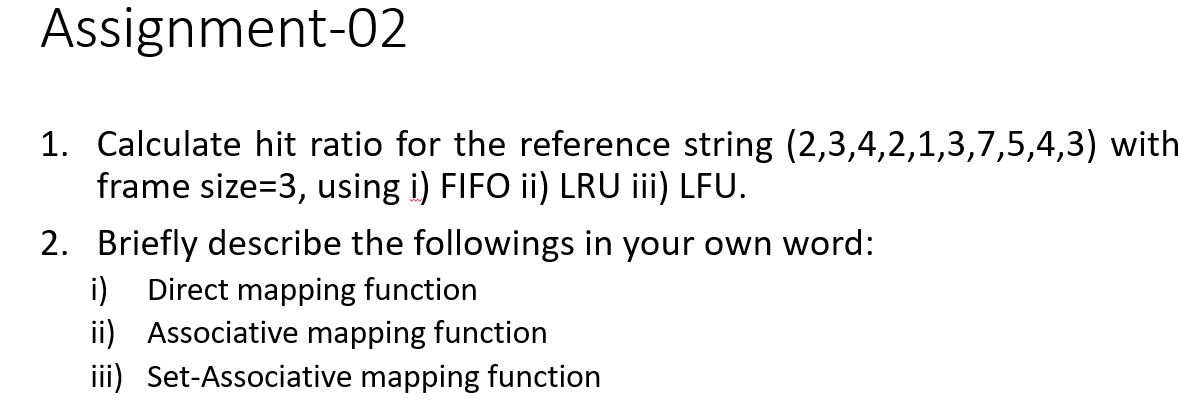 Assignment-02
1. Calculate hit ratio for the reference string (2,3,4,2,1,3,7,5,4,3) with
frame size=3, using i) FIFO ii) LRU iii) LFU.
2. Briefly describe the followings in your own word:
i) Direct mapping function
ii) Associative mapping function
iii) Set-Associative mapping function